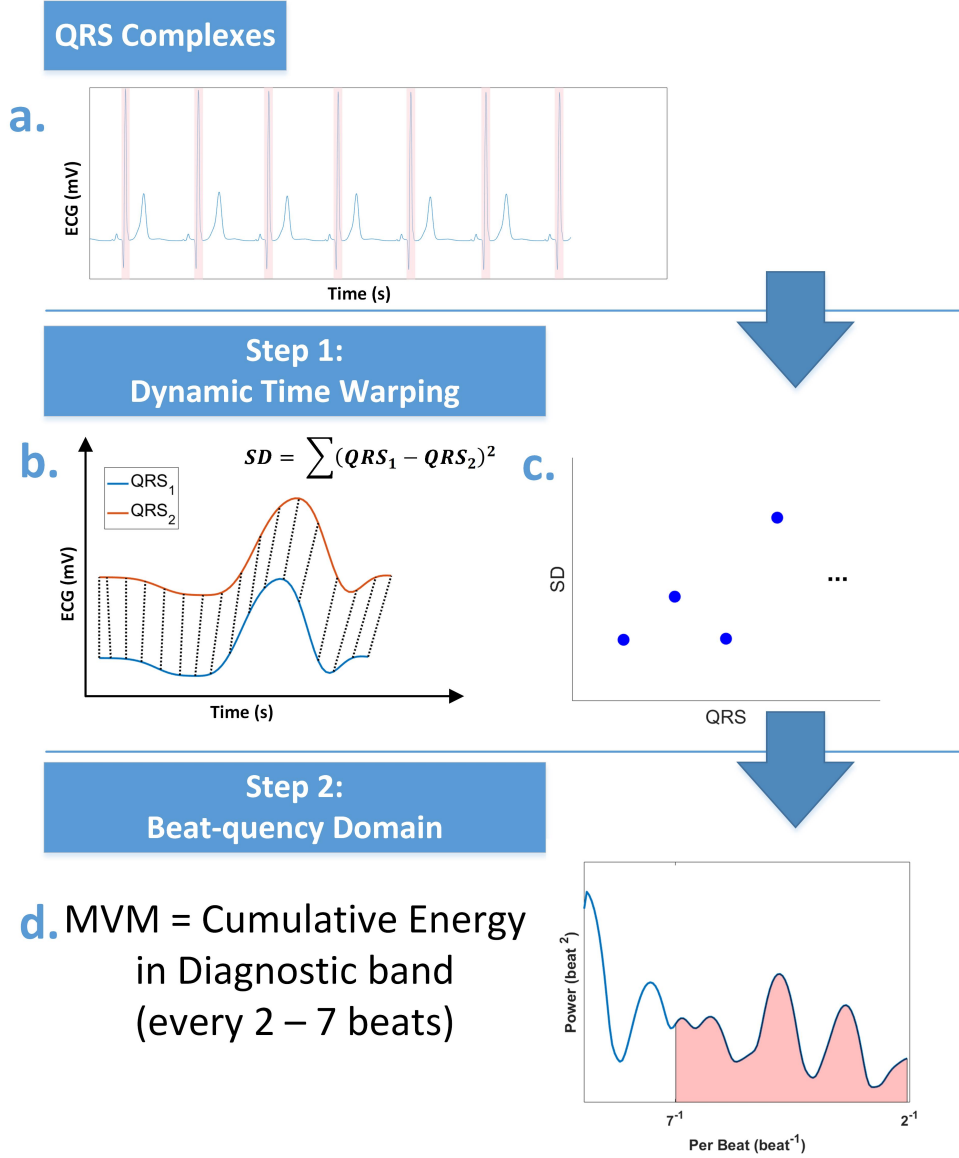 QRS Complexes
a.
ECG (mV)
Time (s)
Step 1:
Dynamic Time Warping
b.
SD = ∑(QRS₁ − QRS₂)²
QRS₁
QRS₂
ECG (mV)
Time (s)
c.
SD
...
QRS
Step 2:
Beat-quency Domain
d. MVM = Cumulative Energy
in Diagnostic band
(every 2 – 7 beats)
Power (beat²)
7⁻¹
2⁻¹
Per Beat (beat⁻¹)